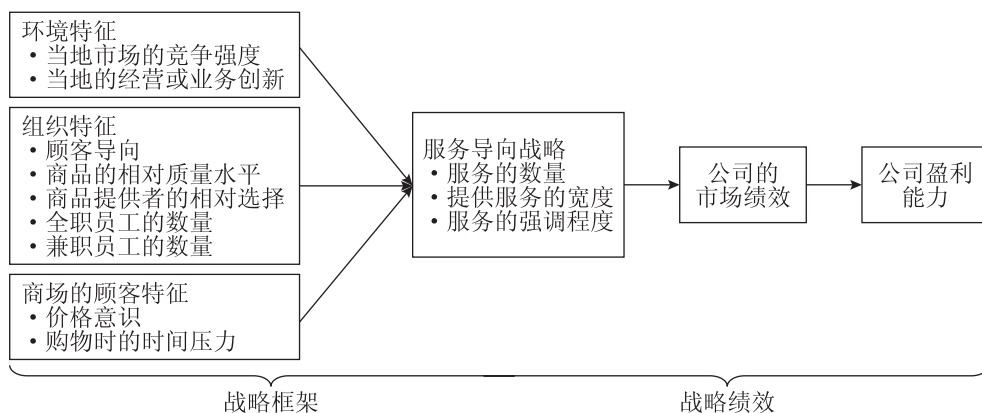 环境特征
・当地市场的竞争强度
・当地的经营或业务创新
组织特征
・顾客导向
・商品的相对质量水平
・商品提供者的相对选择
・全职员工的数量
・兼职员工的数量
商场的顾客特征
・价格意识
・购物时的时间压力
服务导向战略
・服务的数量
・提供服务的宽度
・服务的强调程度
公司的
市场绩效
公司盈利
能力
战略框架
战略绩效